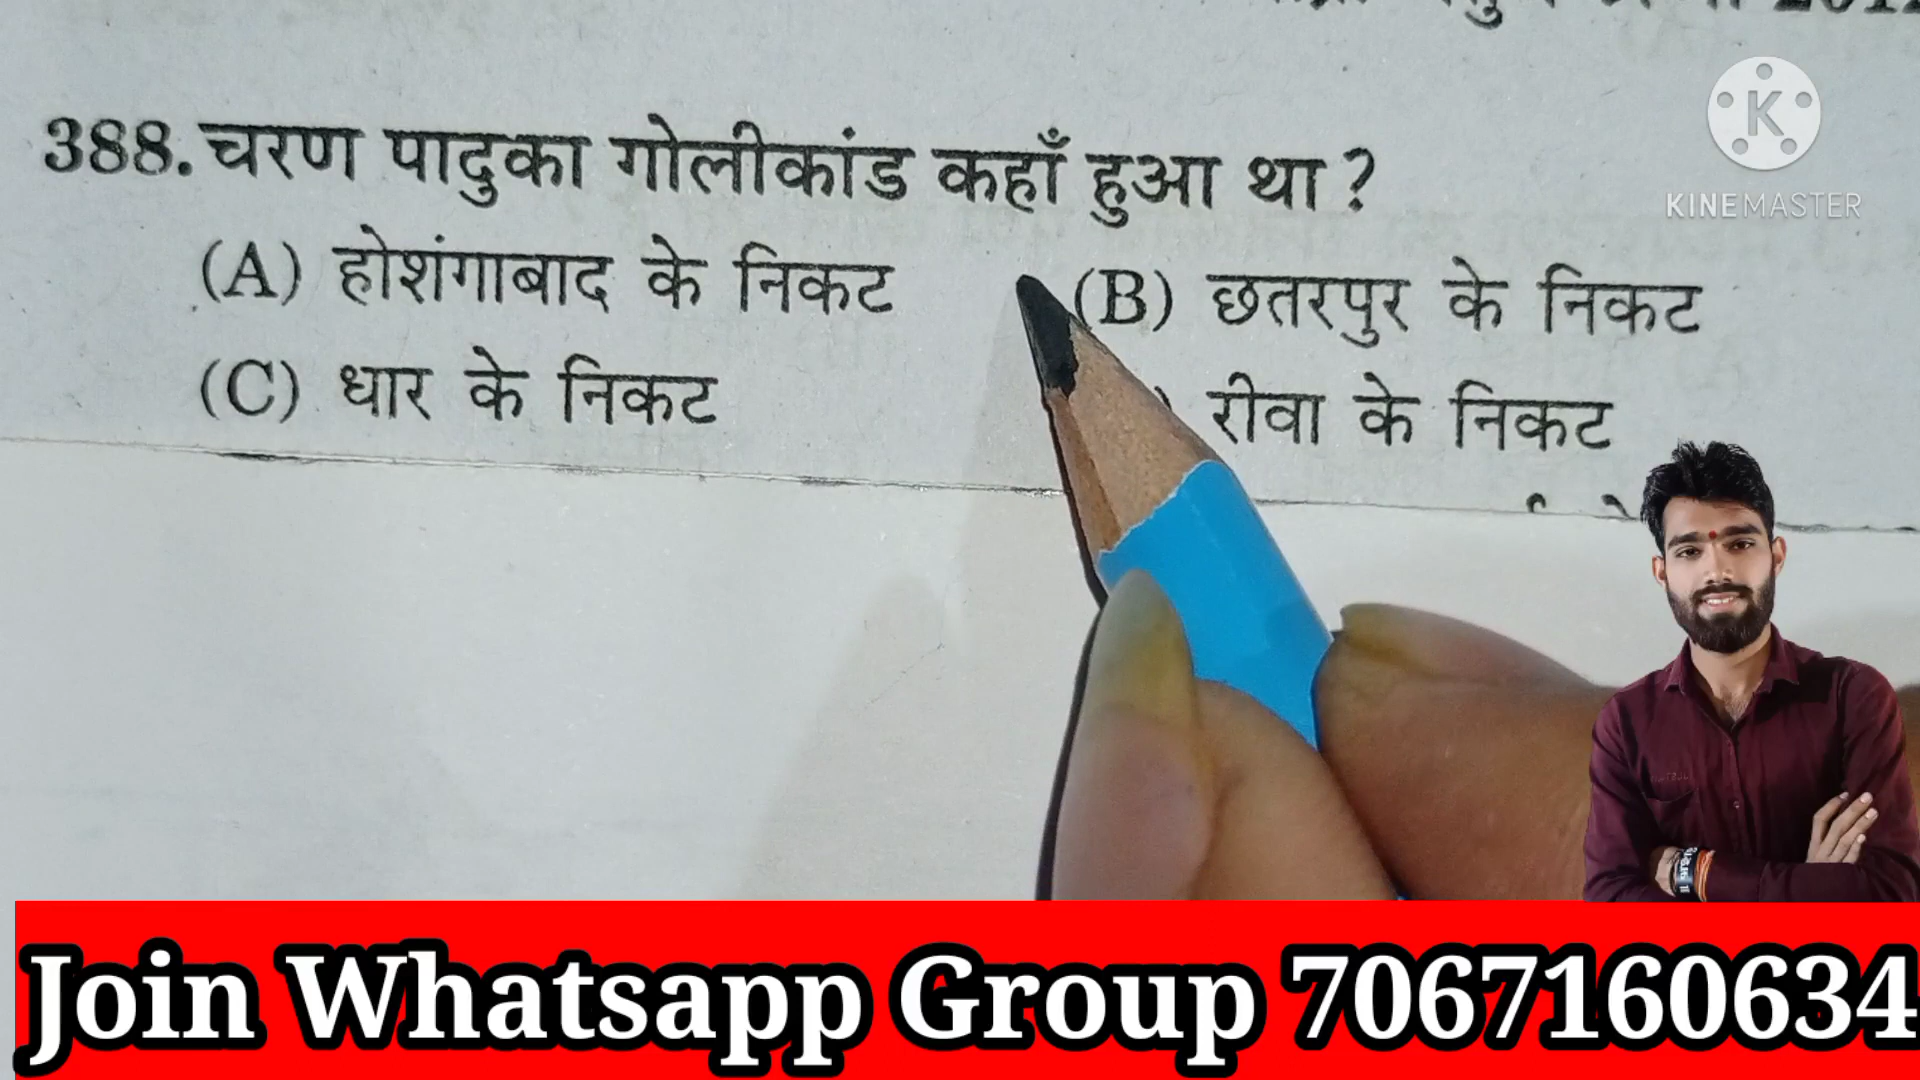 KINEMASTER
388. चरण पादुका गोलीकांड कहाँ हुआ था ?
(A) होशंगाबाद के निकट (B) छतरपुर के निकट
(C) धार के निकट ) रीवा के निकट
Join Whatsapp Group 7067160634